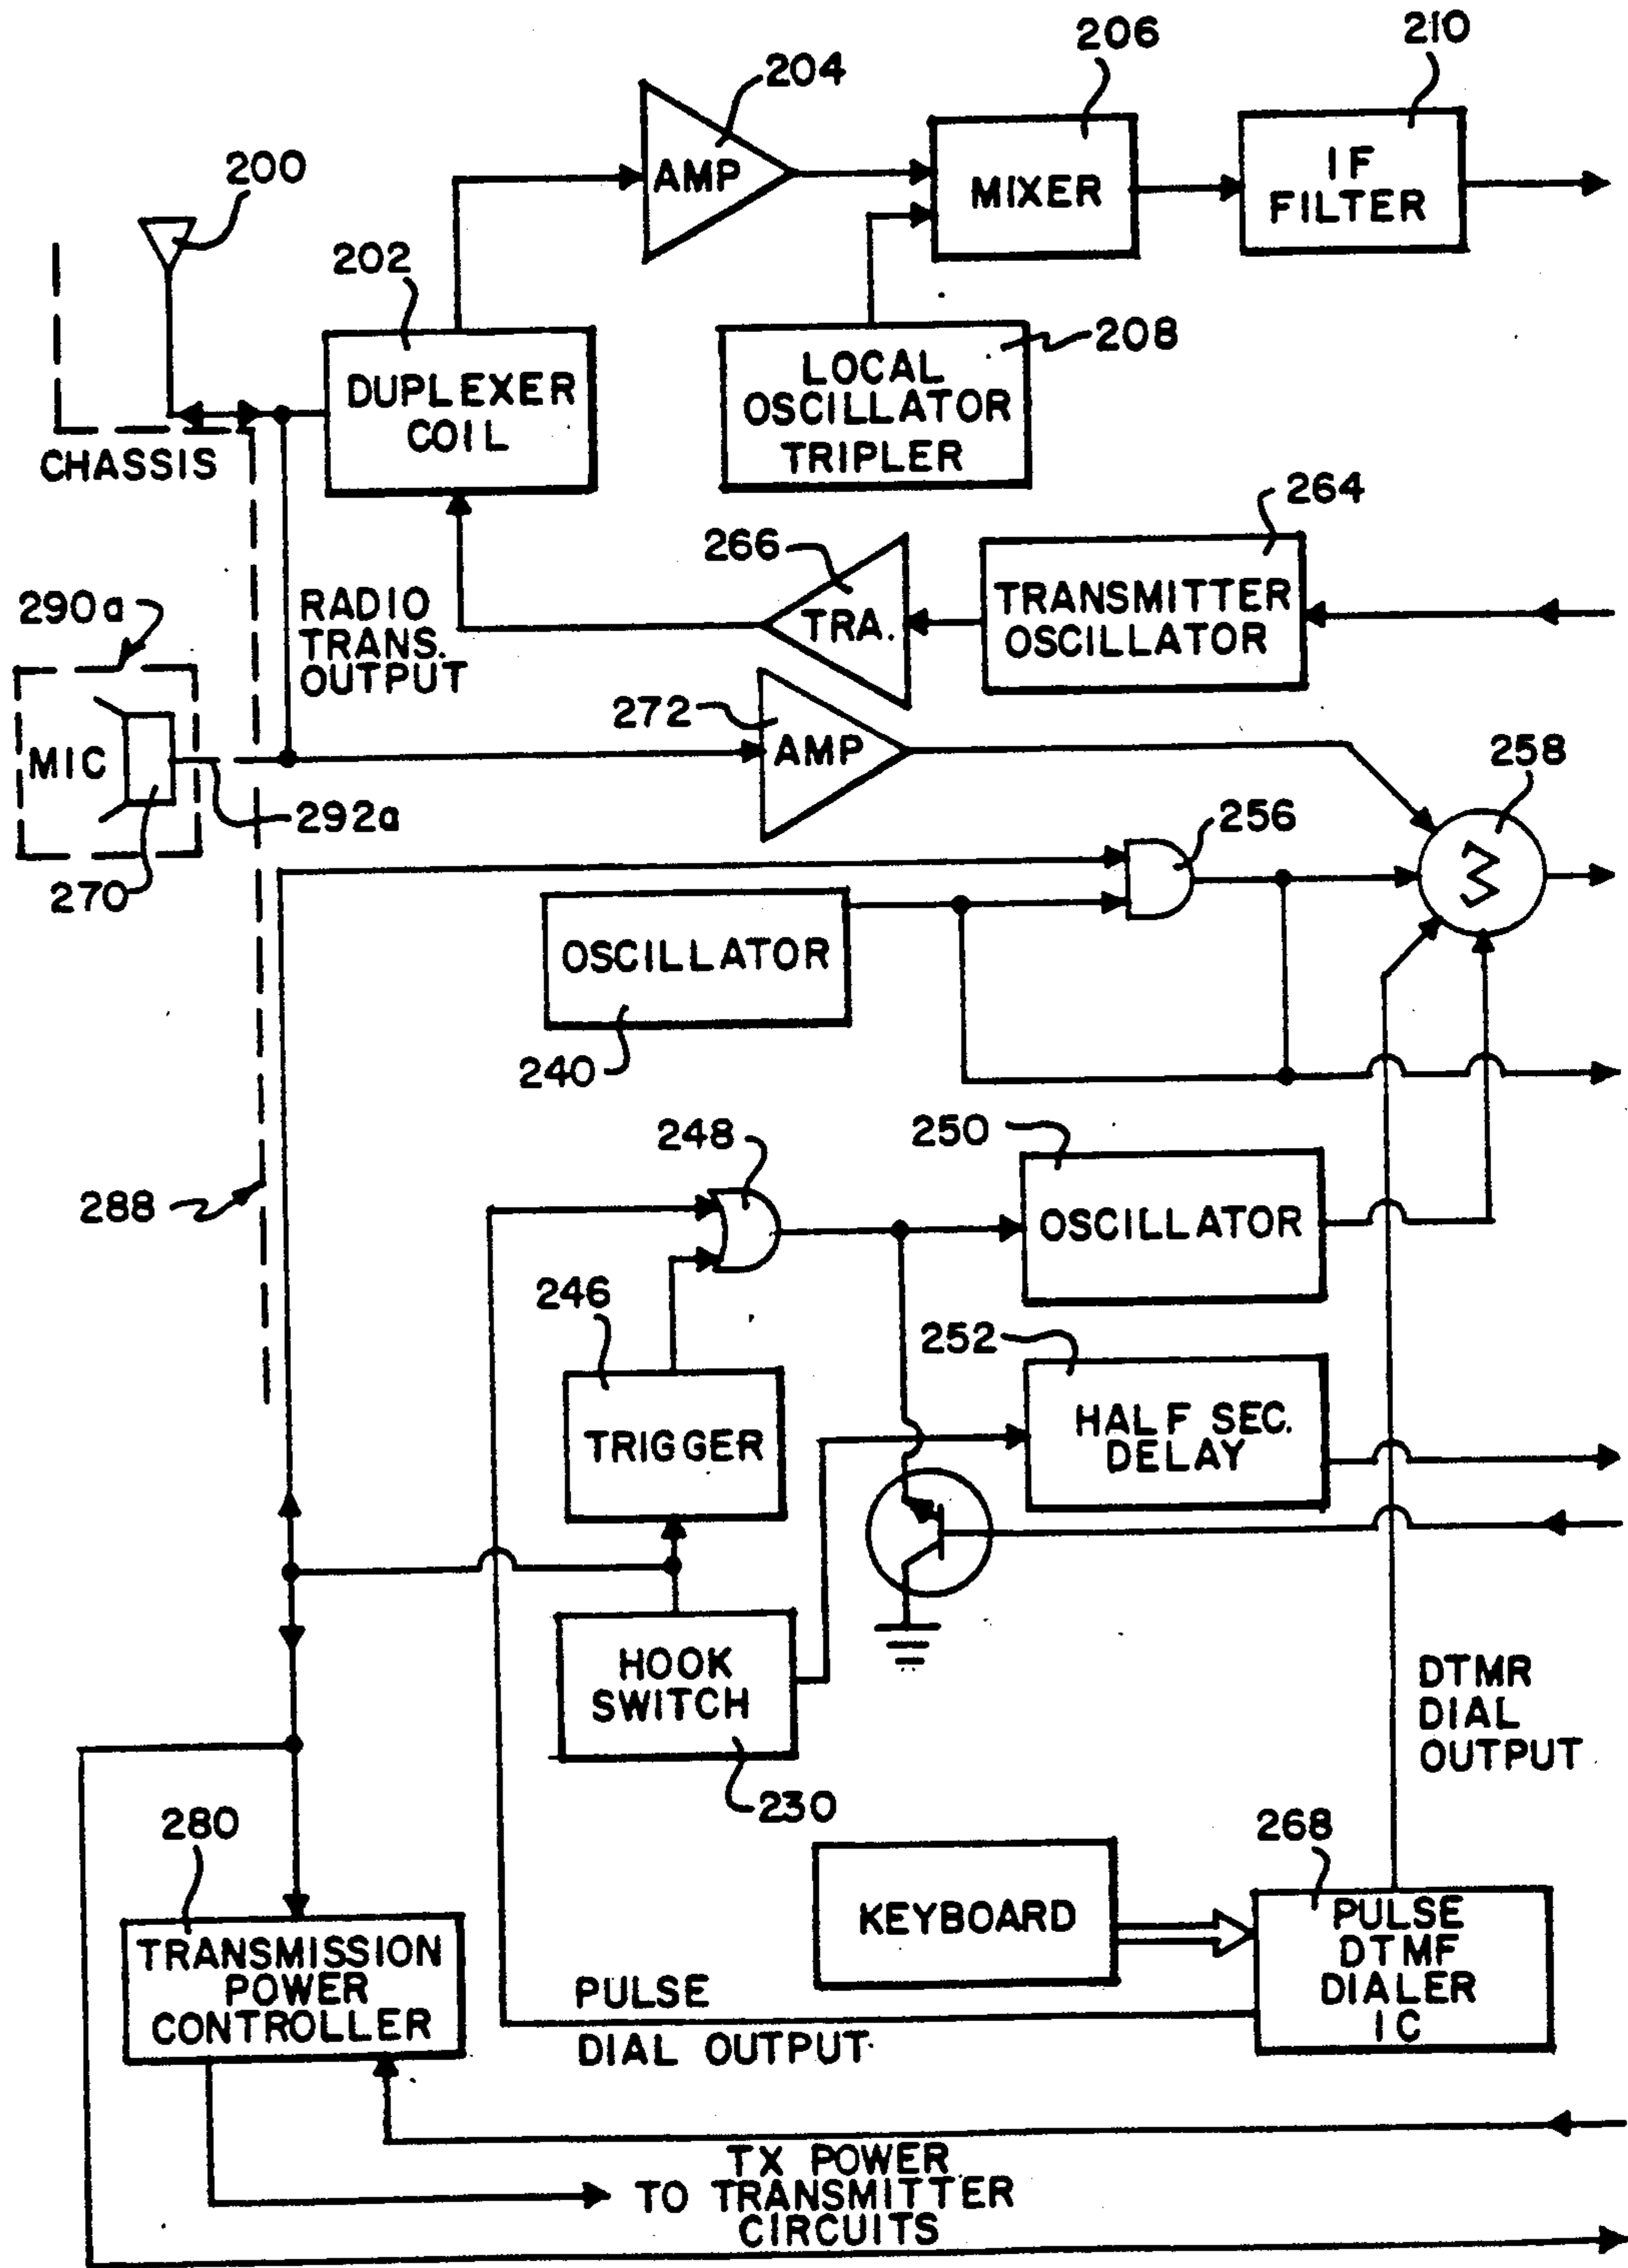 206
210
204
AMP
MIXER
IF
FILTER
200
202
208
DUPLEXER
COIL
LOCAL
OSCILLATOR
TRIPLER
CHASSIS
264
266
TRA.
TRANSMITTER
OSCILLATOR
290a
RADIO
TRANS.
OUTPUT
272
AMP
258
MIC
292a
256
Σ
270
OSCILLATOR
240
248
250
288
OSCILLATOR
246
252
TRIGGER
HALF SEC.
DELAY
HOOK
SWITCH
DTMR
DIAL
OUTPUT
230
280
268
KEYBOARD
PULSE
DTMF
DIALER
IC
TRANSMISSION
POWER
CONTROLLER
PULSE
DIAL OUTPUT
TX POWER
TO TRANSMITTER
CIRCUITS